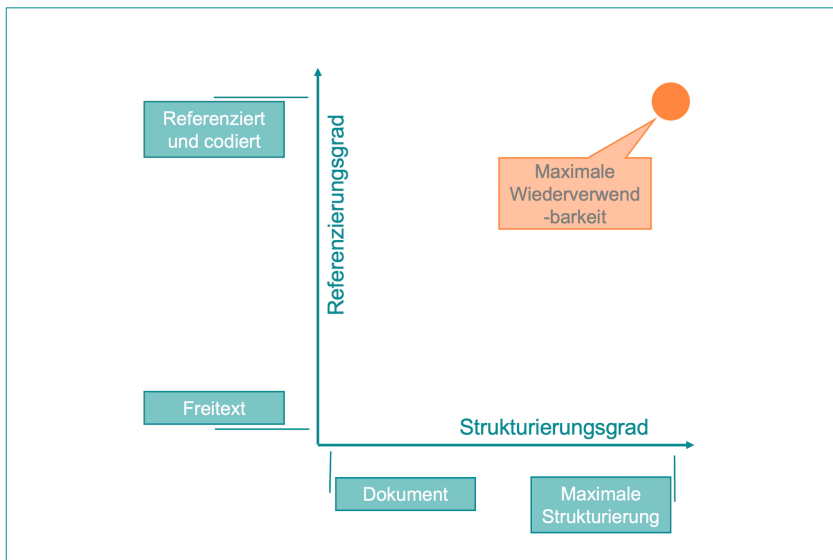 Referenziert
und codiert
Referenzierungsgrad
Maximale
Wiederverwend
-barkeit
Freitext
Strukturierungsgrad
Dokument
Maximale
Strukturierung